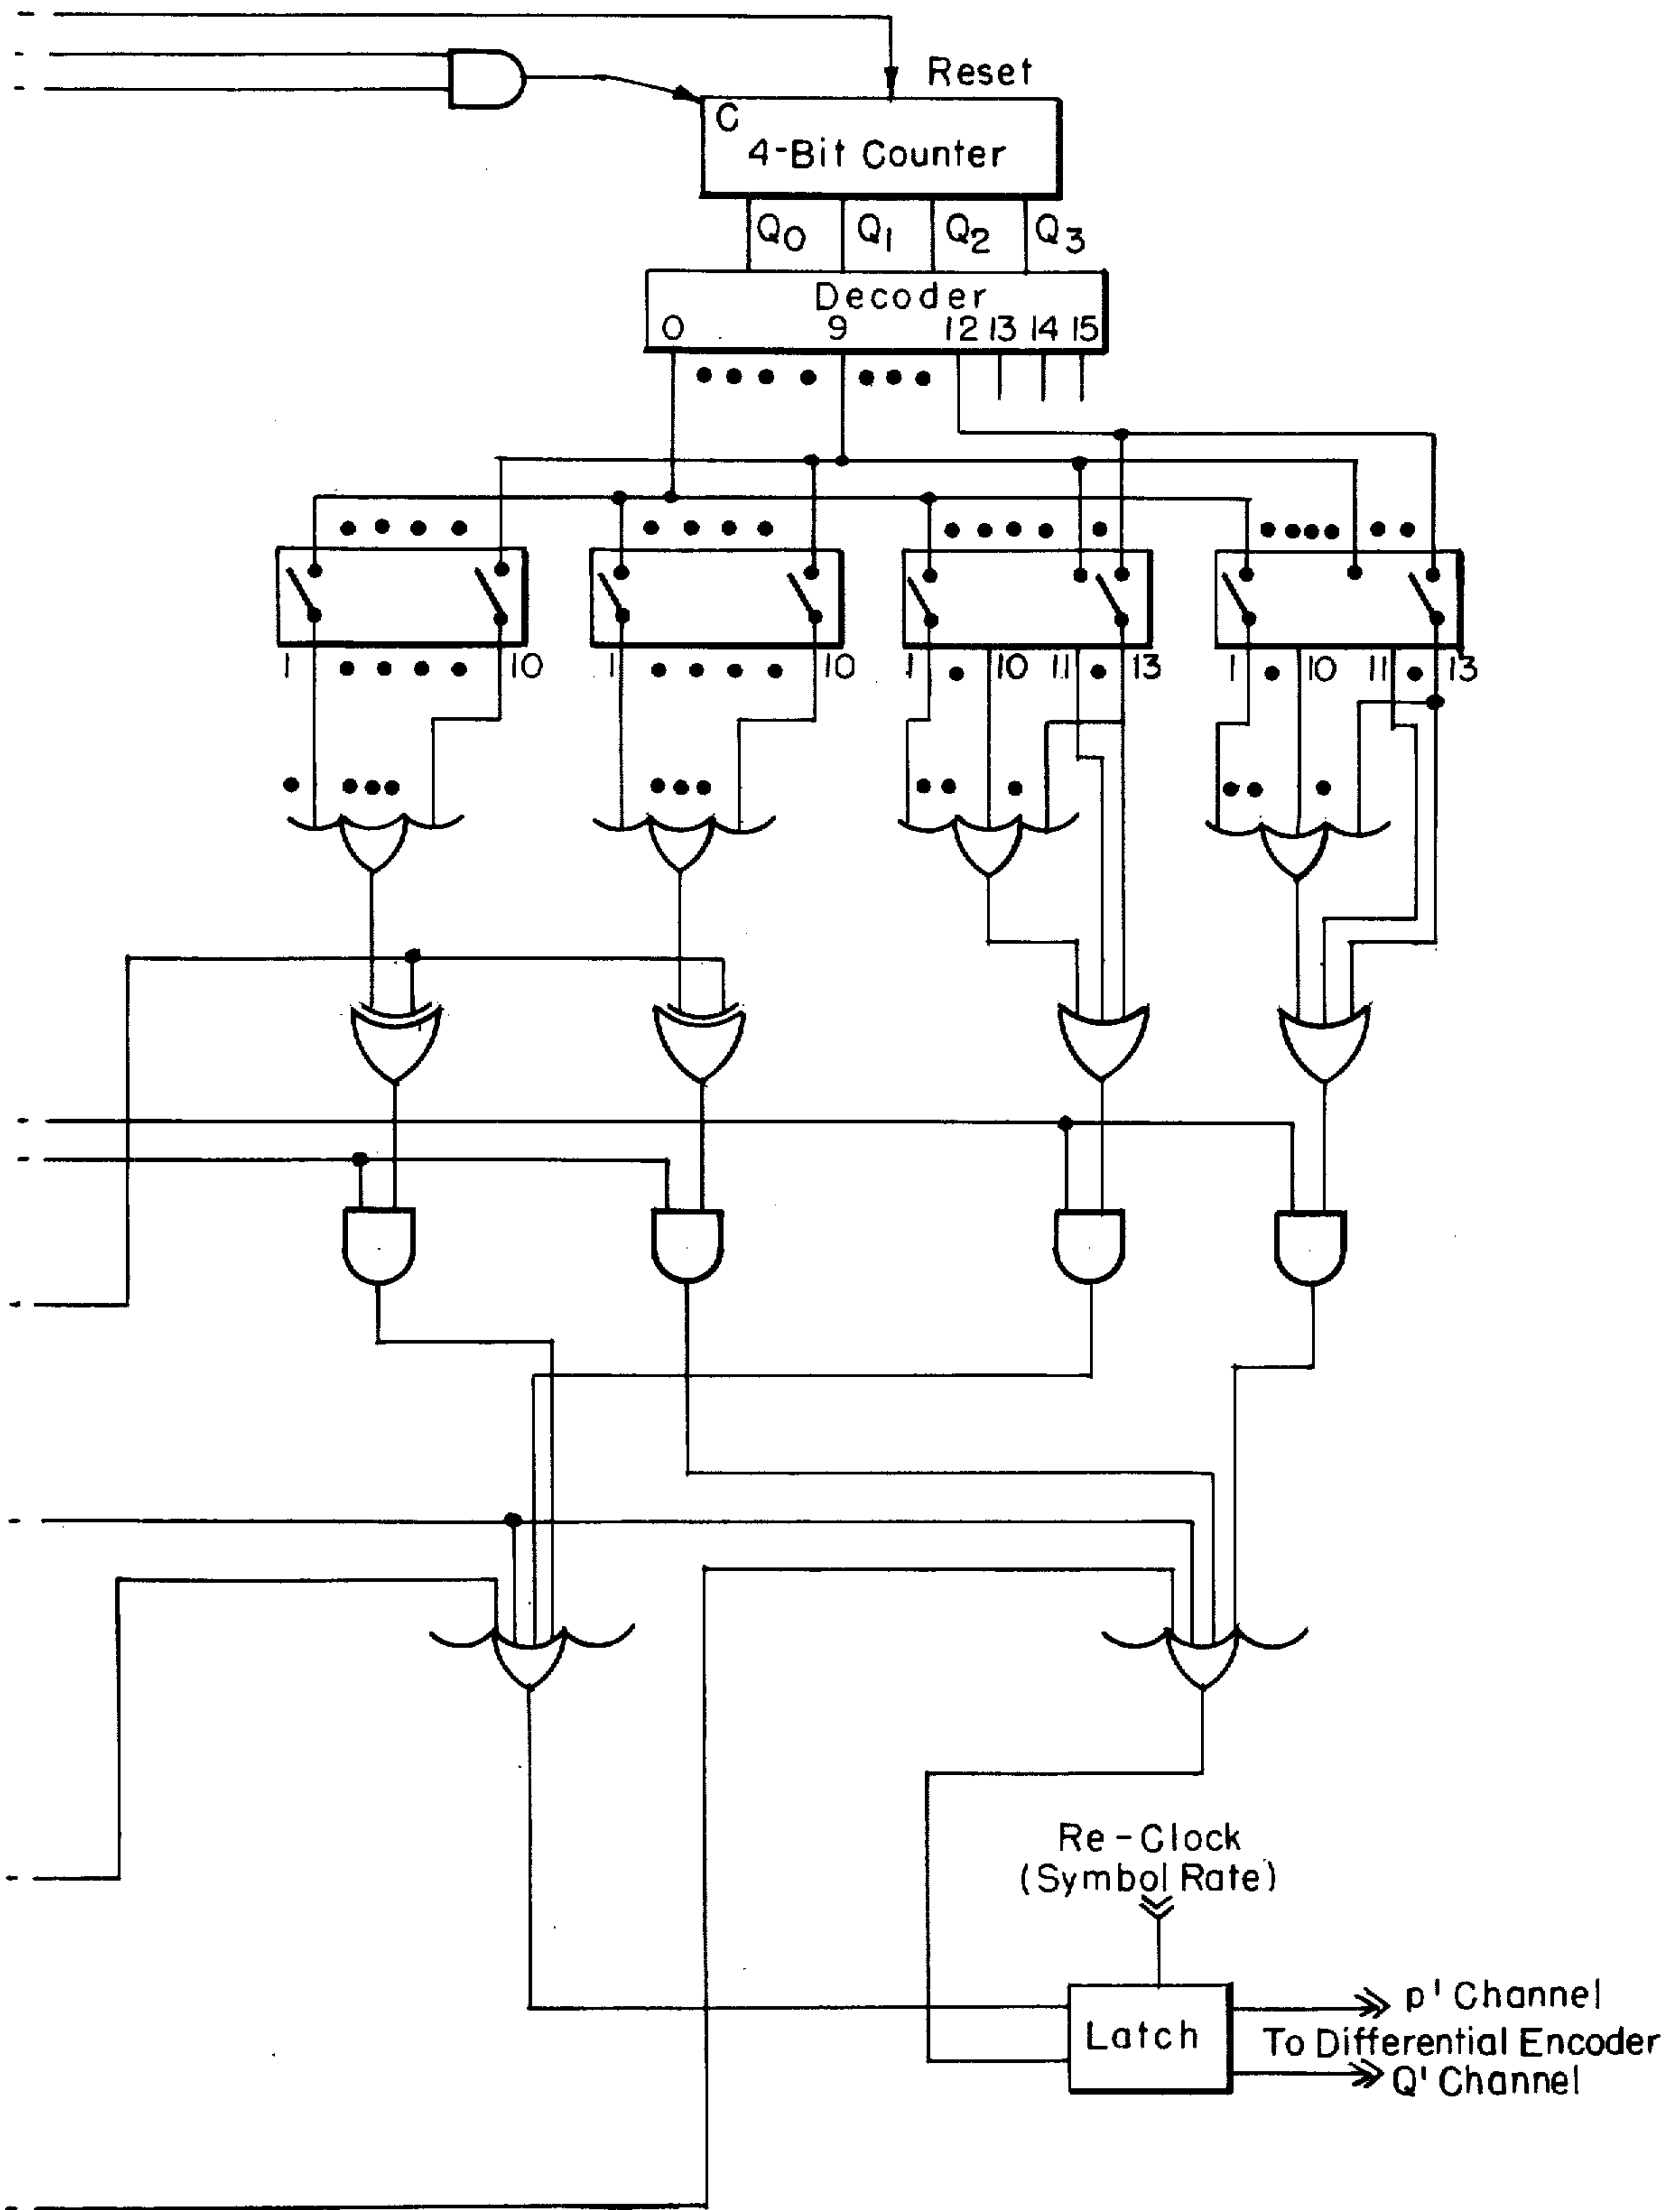 Reset
C
4-Bit Counter
Q0 Q1 Q2 Q3
Decoder
0 9 12 13 14 15
1 10 1 10 1 10 11 13 1 10 11 13
Re-Clock
(Symbol Rate)
Latch
p' Channel
To Differential Encoder
Q' Channel